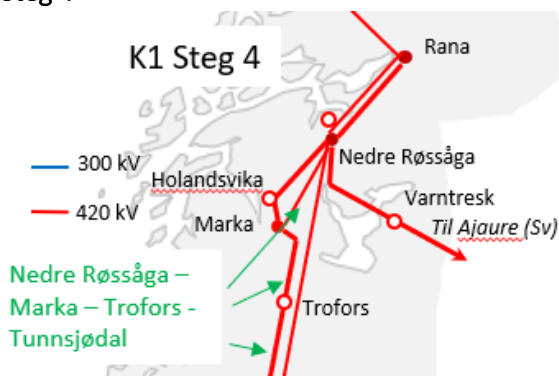 Rana
K1 Steg 4
Nedre Røssåga
300 kV
Holandsvika
Varntresk
420 kV
Marka
Til Ajaure (Sv)
Nedre Røssåga –
Marka – Trofors -
Tunnsjødal
Trofors